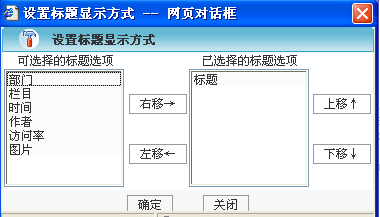 设置标题显示方式 -- 网页对话框
设置标题显示方式
可选择的标题选项
已选择的标题选项
部门
栏目
时间
作者
访问率
图片
右移→
左移←
标题
上移↑
下移↓
确定
关闭